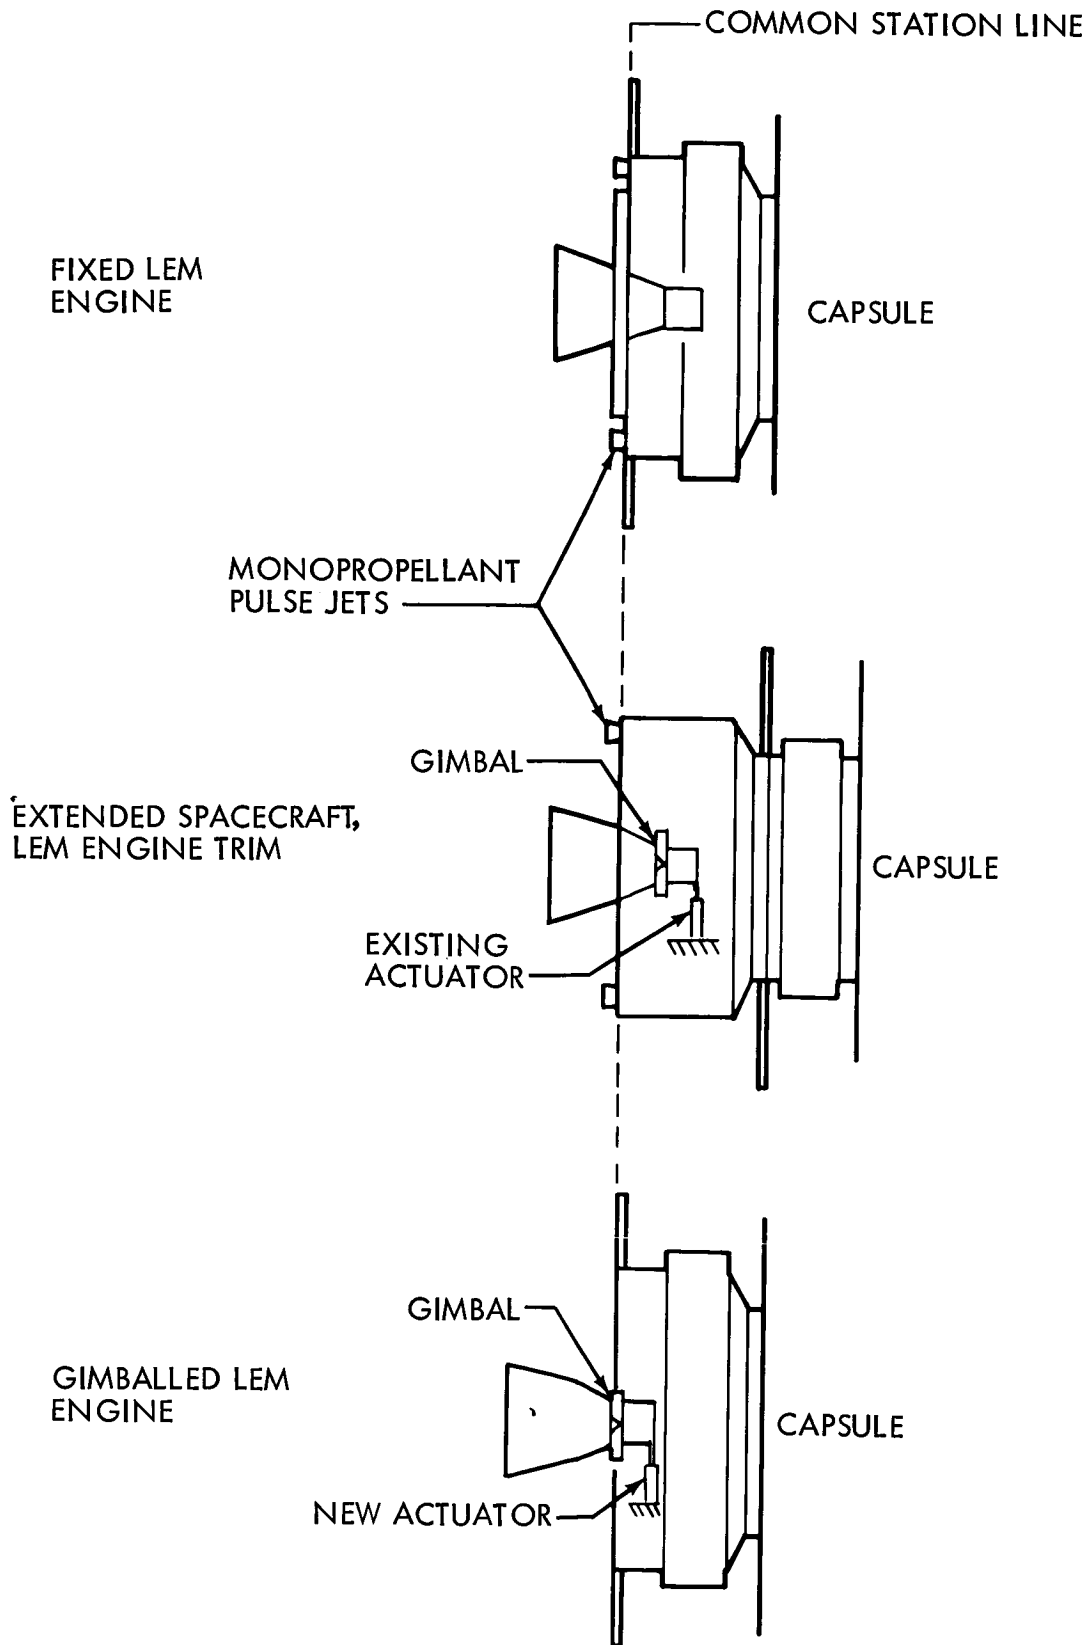 COMMON STATION LINE
FIXED LEM
ENGINE
CAPSULE
MONOPROPELLANT
PULSE JETS
GIMBAL
EXTENDED SPACECRAFT,
LEM ENGINE TRIM
CAPSULE
EXISTING
ACTUATOR
GIMBAL
GIMBALLED LEM
ENGINE
CAPSULE
NEW ACTUATOR